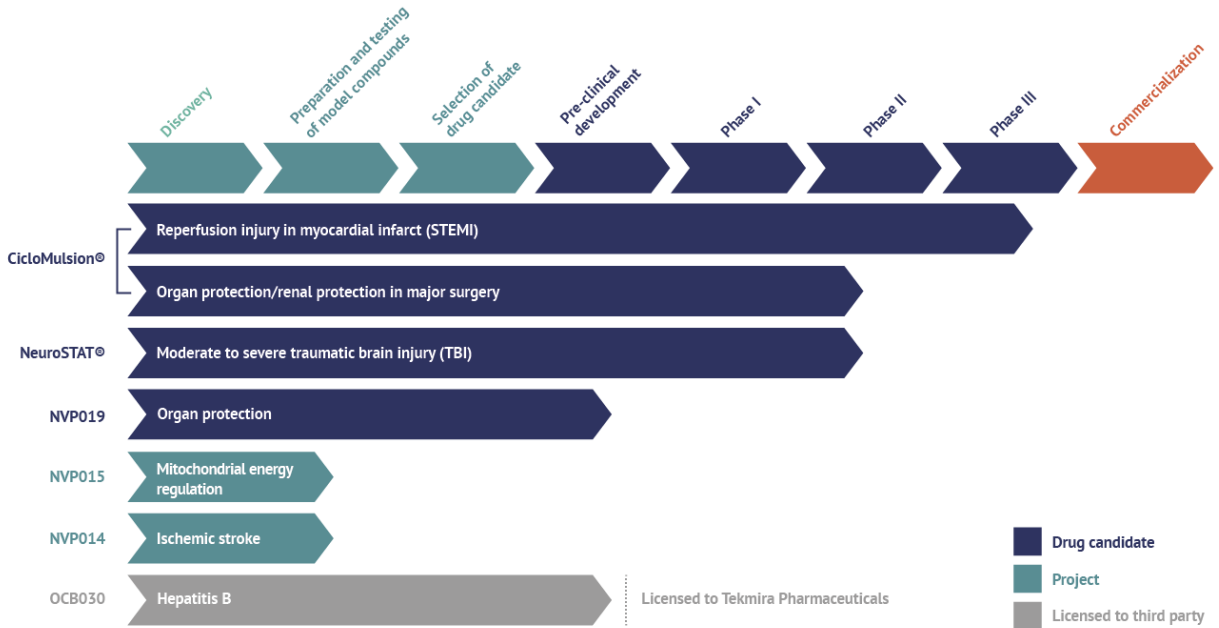 Discovery
Preparation and testing
of model compounds
Selection of
drug candidate
Pre-clinical
development
Phase I
Phase II
Phase III
Commercialization
CicloMulsion®
Reperfusion injury in myocardial infarct (STEMI)
Organ protection/renal protection in major surgery
NeuroSTAT®
Moderate to severe traumatic brain injury (TBI)
NVP019
Organ protection
NVP015
Mitochondrial energy
regulation
NVP014
Ischemic stroke
OCB030
Hepatitis B
Licensed to Tekmira Pharmaceuticals
Drug candidate
Project
Licensed to third party